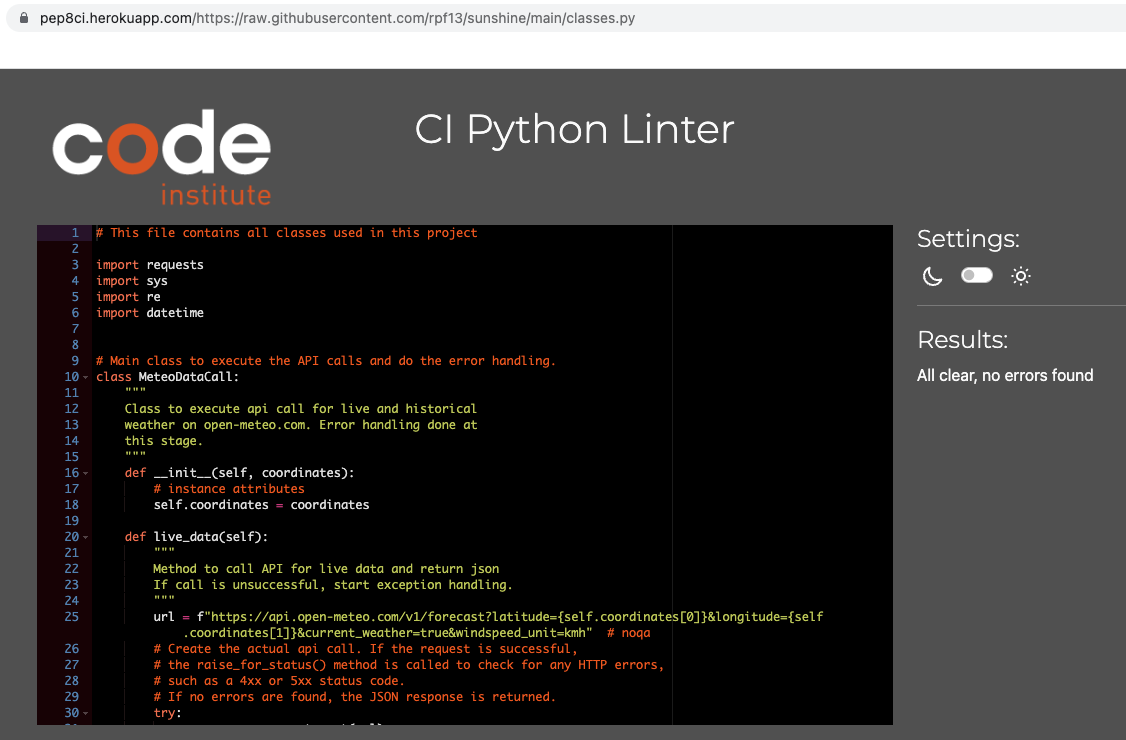 pep8ci.herokuapp.com/https://raw.githubusercontent.com/rpf13/sunshine/main/classes.py
code
institute
CI Python Linter
1 # This file contains all classes used in this project
2
3 import requests
4 import sys
5 import re
6 import datetime
7
8
9 # Main class to execute the API calls and do the error handling.
10 class MeteoDataCall:
11 """
12 Class to execute api call for live and historical
13 weather on open-meteo.com. Error handling done at
14 this stage.
15 """
16 def __init__(self, coordinates):
17 # instance attributes
18 self.coordinates = coordinates
19
20 def live_data(self):
21 """
22 Method to call API for live data and return json
23 If call is unsuccessful, start exception handling.
24 """
25 url = f"https://api.open-meteo.com/v1/forecast?latitude={self.coordinates[0]}&longitude={self
.coordinates[1]}&current_weather=true&windspeed_unit=kmh"  # noqa
26 # Create the actual api call. If the request is successful,
27 # the raise_for_status() method is called to check for any HTTP errors,
28 # such as a 4xx or 5xx status code.
29 # If no errors are found, the JSON response is returned.
30 try:
Settings:
Results:
All clear, no errors found